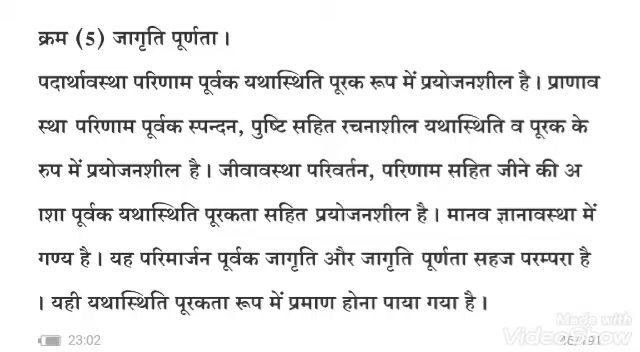 क्रम (5) जागृति पूर्णता ।
पदार्थावस्था परिणाम पूर्वक यथास्थिति पूरक रूप में प्रयोजनशील है । प्राणाव
स्था परिणाम पूर्वक स्पन्दन, पुष्टि सहित रचनाशील यथास्थिति व पूरक के
रुप में प्रयोजनशील है । जीवावस्था परिवर्तन, परिणाम सहित जीने की अ
ाशा पूर्वक यथास्थिति पूरकता सहित प्रयोजनशील है । मानव ज्ञानावस्था में
गण्य है । यह परिमार्जन पूर्वक जागृति और जागृति पूर्णता सहज परम्परा है
। यही यथास्थिति पूरकता रूप में प्रमाण होना पाया गया है ।
23:02
Made with
VideoShow